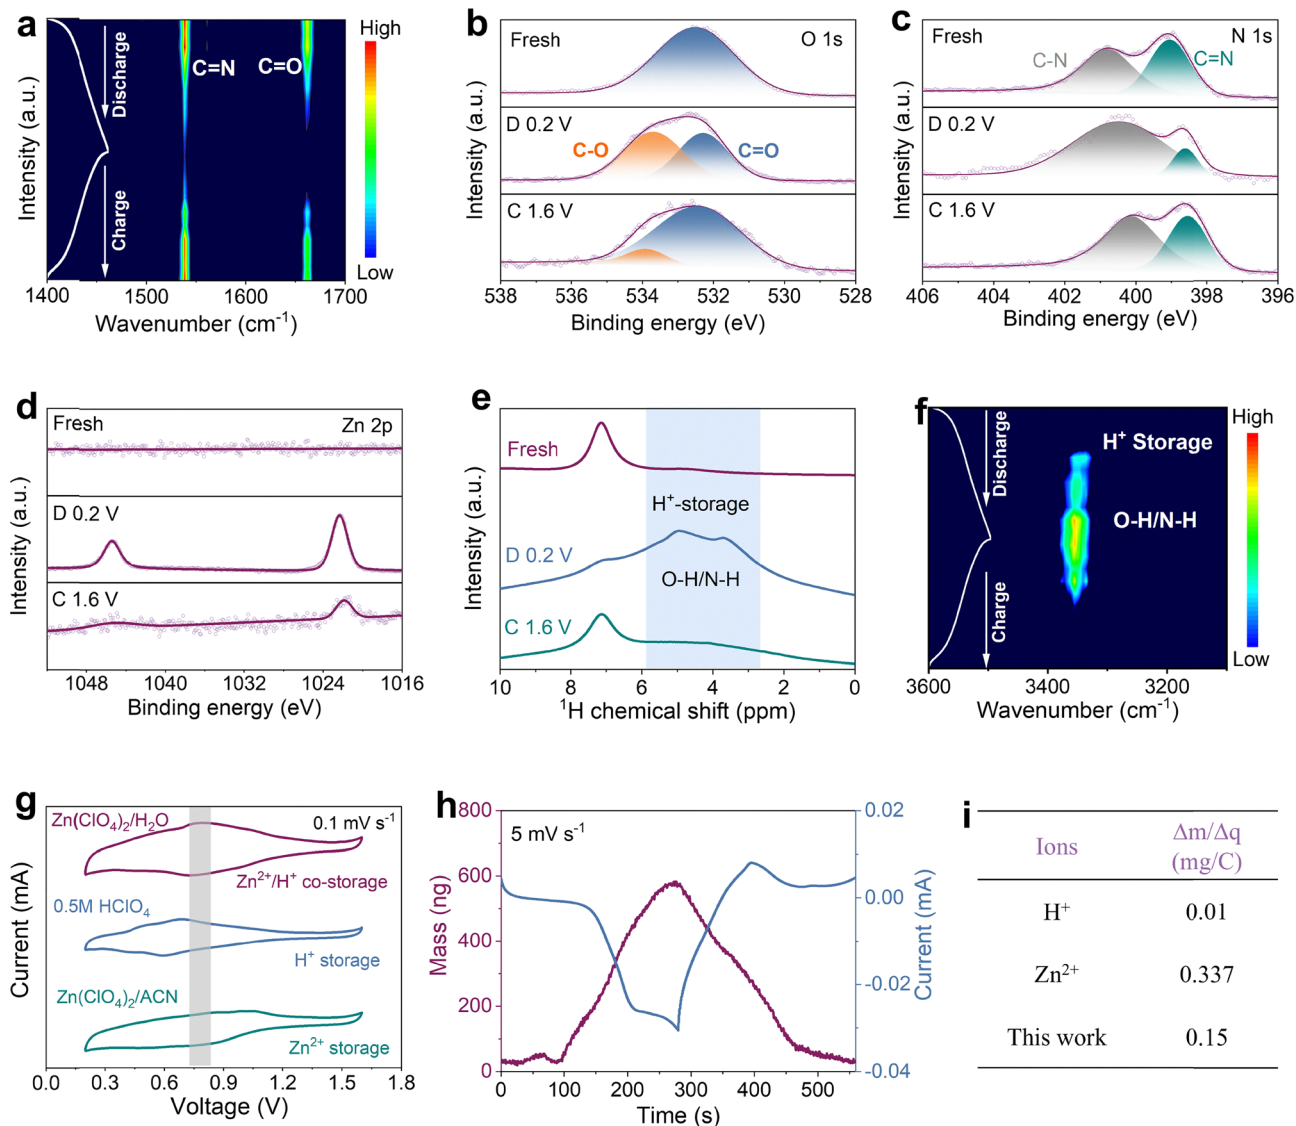 a
High
C=N
C=O
Discharge
Charge
Low
Intensity (a.u.)
1400
1500
1600
1700
Wavenumber (cm⁻¹)
b
Fresh
O 1s
D 0.2 V
C-O
C=O
C 1.6 V
Intensity (a.u.)
538
536
534
532
530
528
Binding energy (eV)
c
Fresh
N 1s
C-N
C=N
D 0.2 V
C 1.6 V
Intensity (a.u.)
406
404
402
400
398
396
Binding energy (eV)
d
Fresh
Zn 2p
D 0.2 V
C 1.6 V
Intensity (a.u.)
1048
1040
1032
1024
1016
Binding energy (eV)
e
Fresh
H⁺-storage
D 0.2 V
O-H/N-H
C 1.6 V
Intensity (a.u.)
10
8
6
4
2
0
¹H chemical shift (ppm)
f
High
H⁺ Storage
Discharge
O-H/N-H
Charge
Low
3600
3400
3200
Wavenumber (cm⁻¹)
g
Zn(ClO₄)₂/H₂O
0.1 mV s⁻¹
Zn²⁺/H⁺ co-storage
0.5M HClO₄
H⁺ storage
Zn(ClO₄)₂/ACN
Zn²⁺ storage
Current (mA)
0.0
0.3
0.6
0.9
1.2
1.5
1.8
Voltage (V)
h
5 mV s⁻¹
800
600
400
200
0
Mass (ng)
0.02
0.00
-0.02
-0.04
Current (mA)
0
100
200
300
400
500
Time (s)
i
Ions
Δm/Δq
(mg/C)
H⁺
0.01
Zn²⁺
0.337
This work
0.15